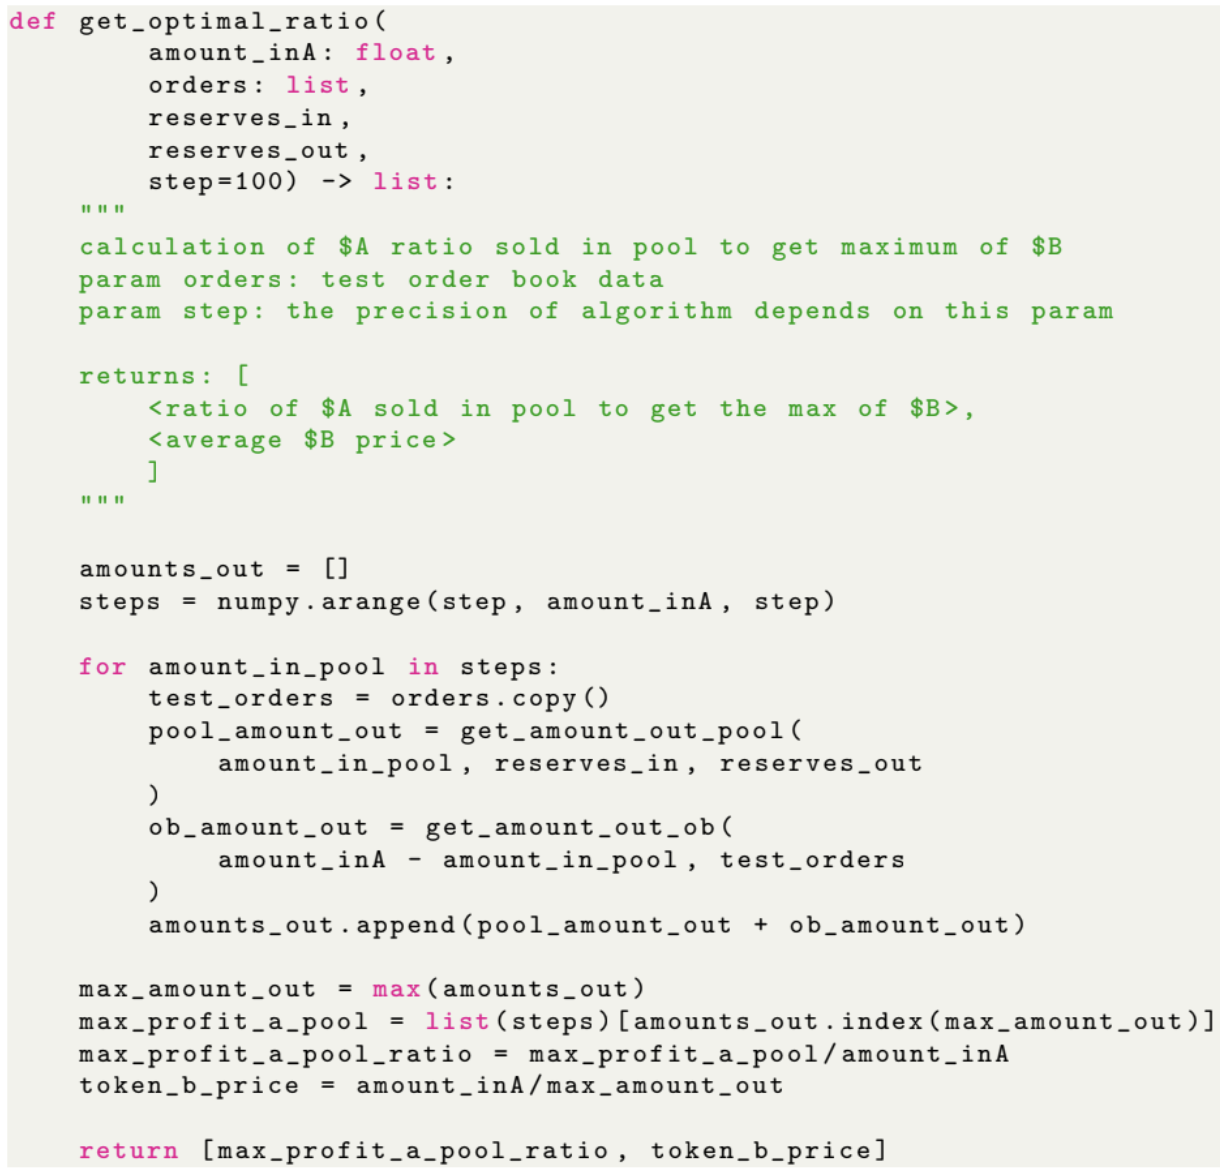 def get_optimal_ratio(
        amount_inA: float,
        orders: list,
        reserves_in,
        reserves_out,
        step=100) -> list:
    """
    calculation of $A ratio sold in pool to get maximum of $B
    param orders: test order book data
    param step: the precision of algorithm depends on this param

    returns: [
        <ratio of $A sold in pool to get the max of $B>,
        <average $B price>
        ]
    """

    amounts_out = []
    steps = numpy.arange(step, amount_inA, step)

    for amount_in_pool in steps:
        test_orders = orders.copy()
        pool_amount_out = get_amount_out_pool(
            amount_in_pool, reserves_in, reserves_out
        )
        ob_amount_out = get_amount_out_ob(
            amount_inA - amount_in_pool, test_orders
        )
        amounts_out.append(pool_amount_out + ob_amount_out)

    max_amount_out = max(amounts_out)
    max_profit_a_pool = list(steps)[amounts_out.index(max_amount_out)]
    max_profit_a_pool_ratio = max_profit_a_pool/amount_inA
    token_b_price = amount_inA/max_amount_out

    return [max_profit_a_pool_ratio, token_b_price]